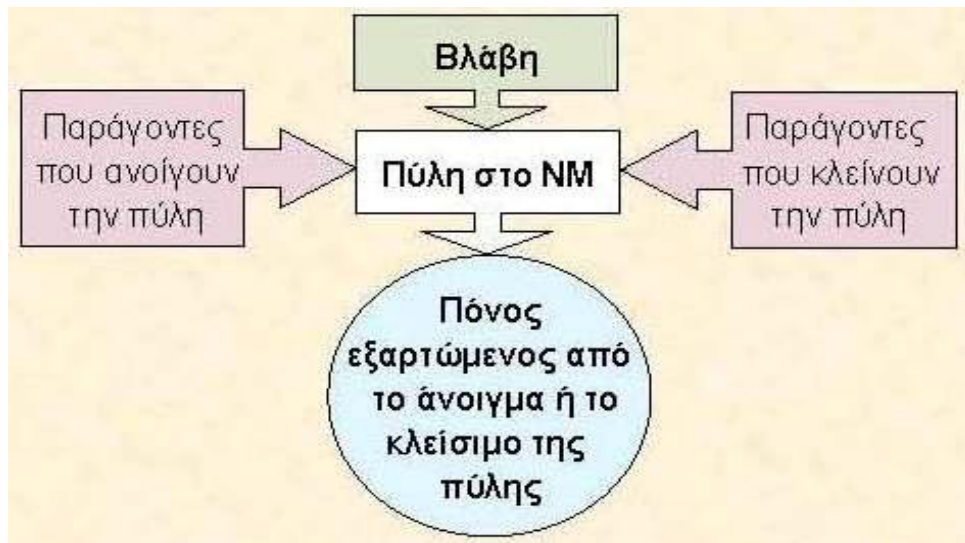 Βλάβη
Παράγοντες
που ανοίγουν
την πύλη
Πύλη στο ΝΜ
Παράγοντες
που κλείνουν
την πύλη
Πόνος
εξαρτώμενος από
το άνοιγμα ή το
κλείσιμο της
πύλης